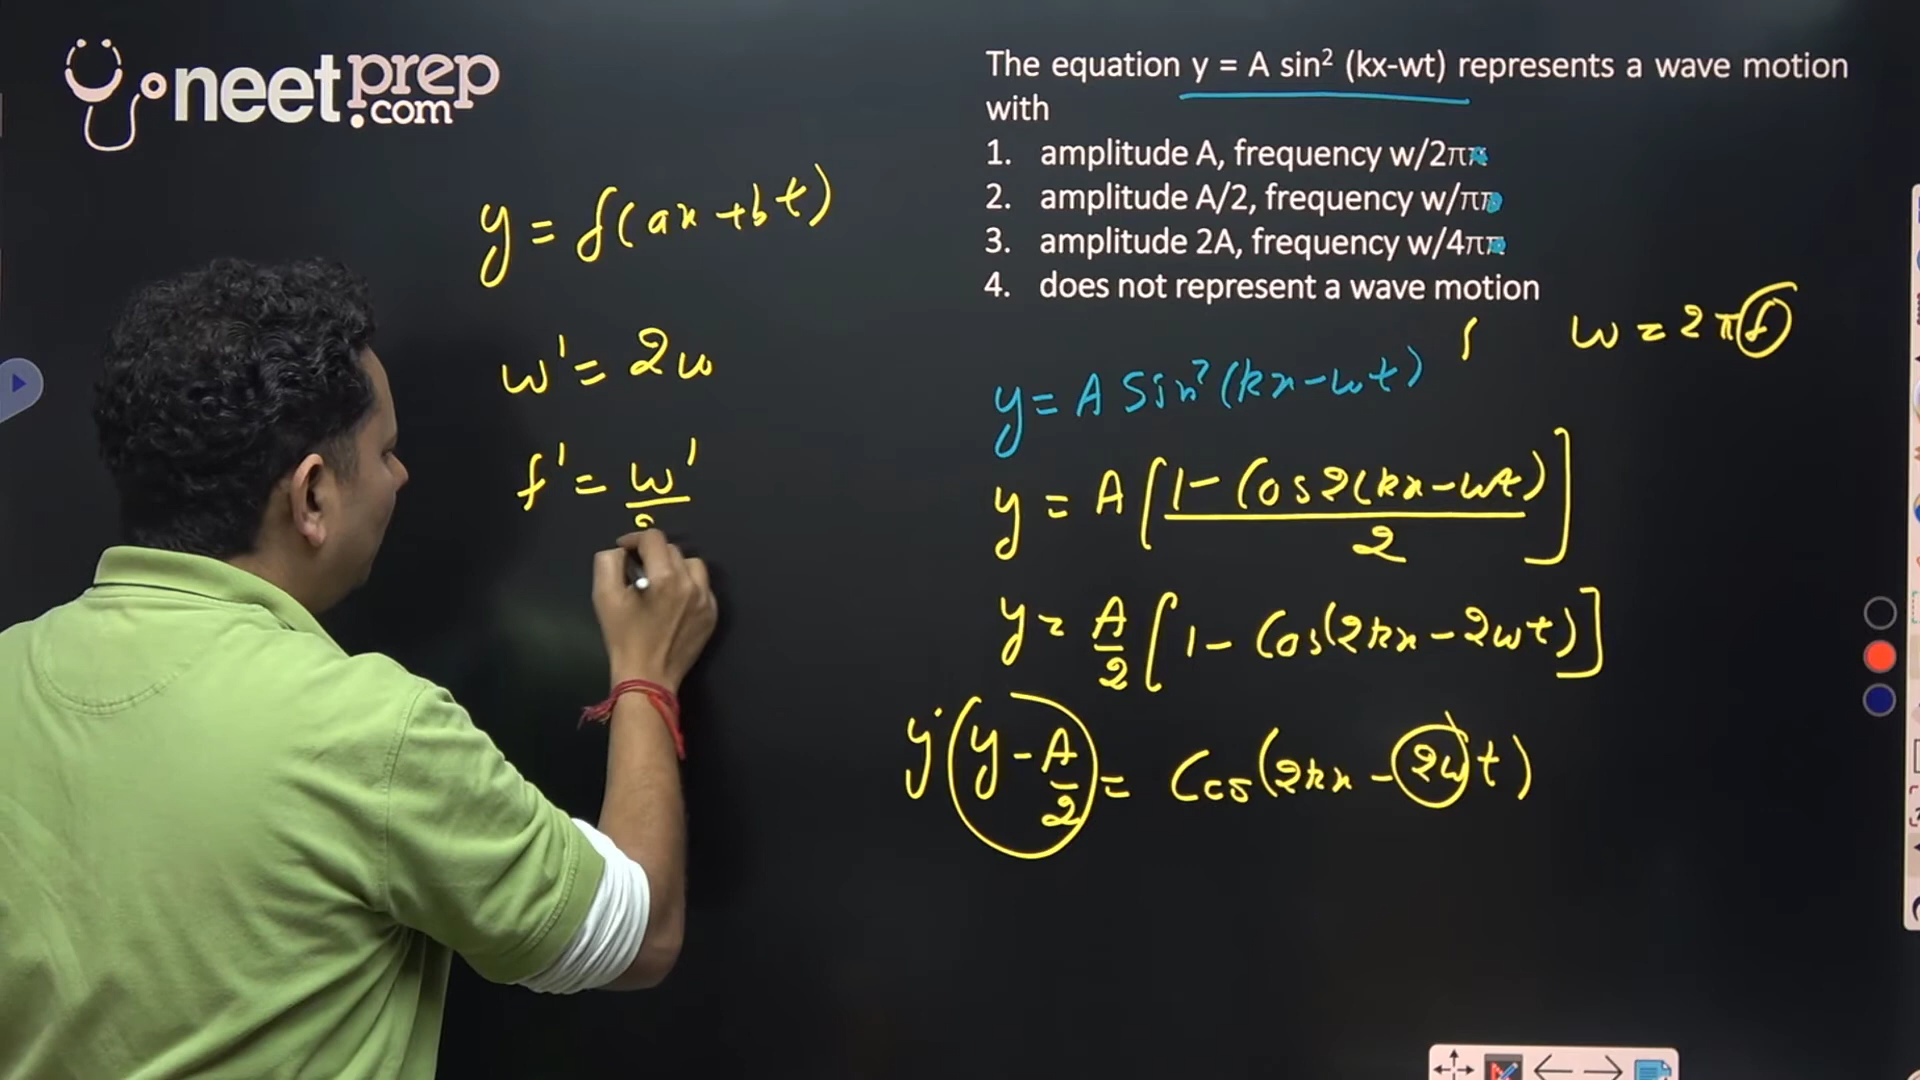 neetprep.com
The equation y = A sin² (kx-wt) represents a wave motion
with
1. amplitude A, frequency w/2π
2. amplitude A/2, frequency w/π
3. amplitude 2A, frequency w/4π
4. does not represent a wave motion
y = f(ax+bt)
w' = 2w
f' = w'/2
w = 2πf
y = A Sin²(kx-wt)
y = A[1-Cos2(kx-wt)/2]
y = A/2[1-Cos(2kx-2wt)]
y'(y-A/2) = Cos(2kx-2wt)